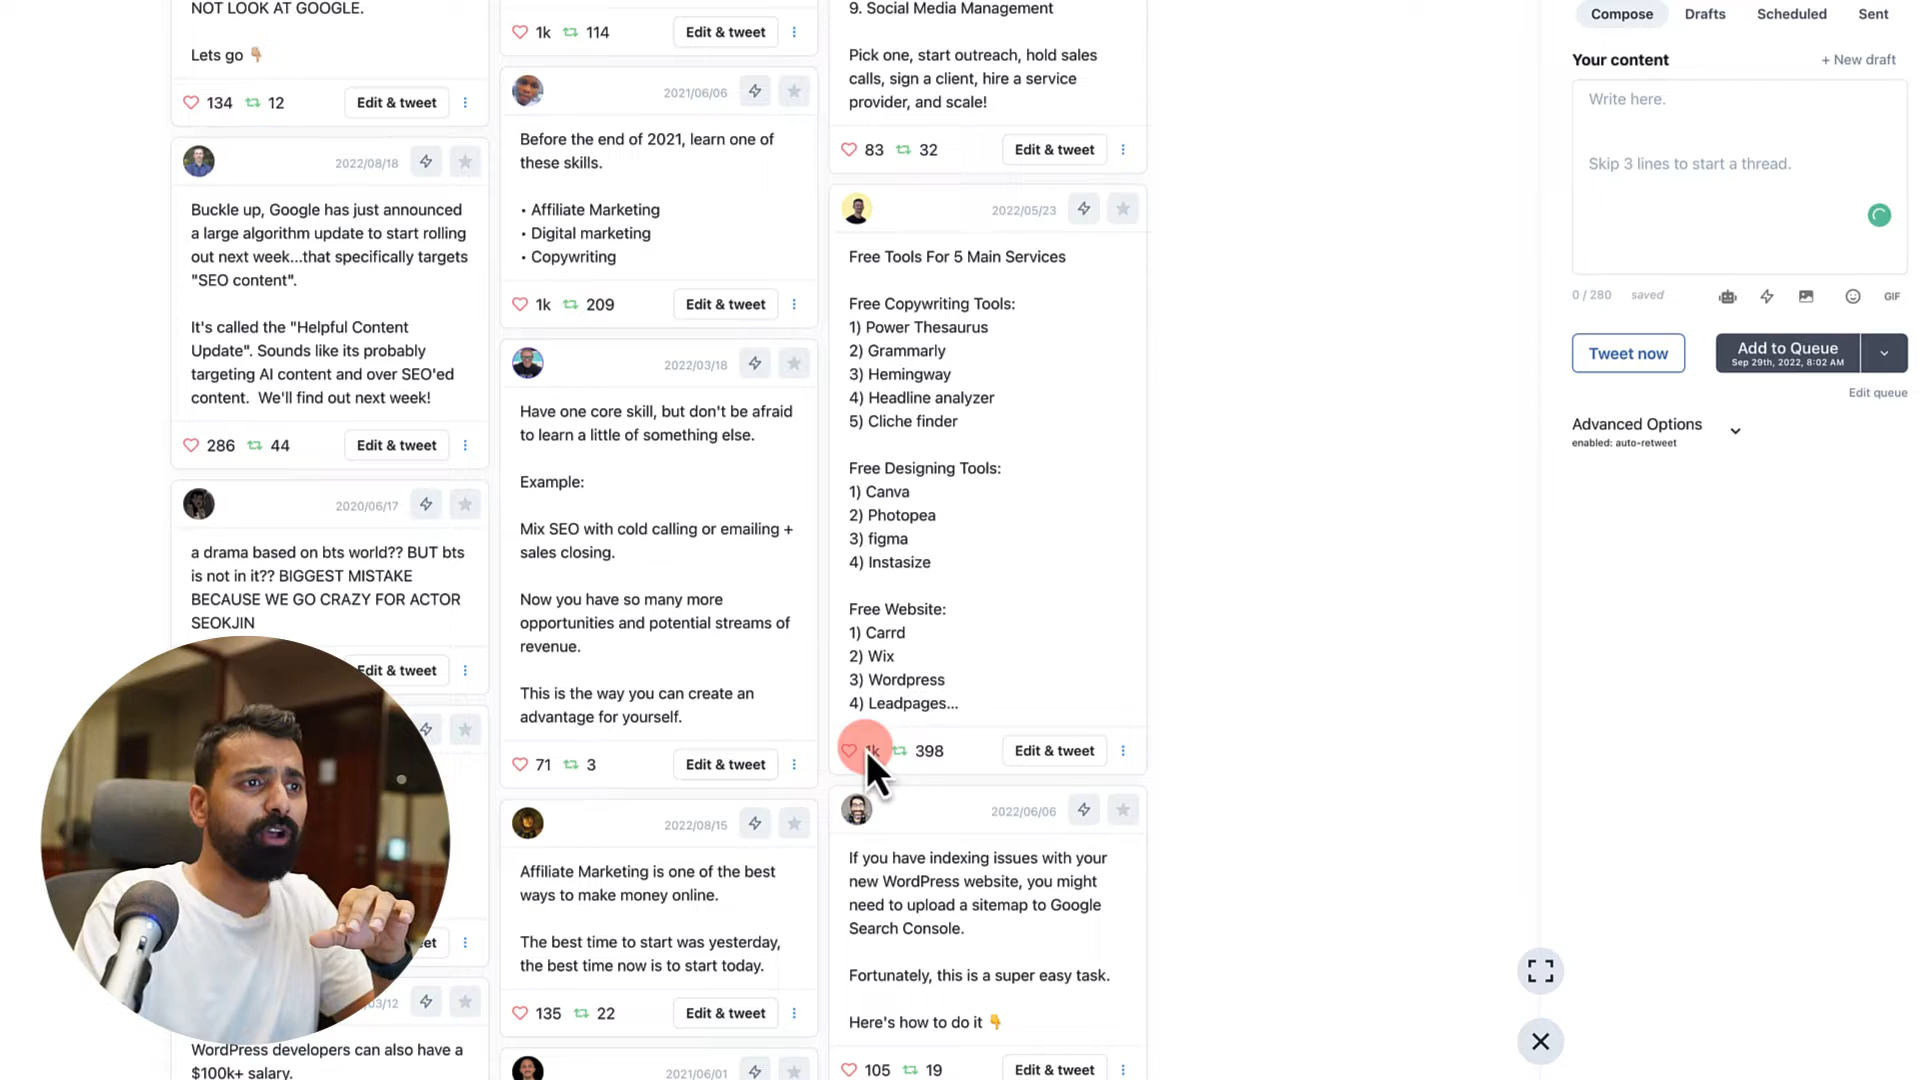 NOT LOOK AT GOOGLE.
Lets go 👇🏼
134 12 Edit & tweet
2022/08/18
Buckle up, Google has just announced
a large algorithm update to start rolling
out next week...that specifically targets
"SEO content".
It's called the "Helpful Content
Update". Sounds like its probably
targeting AI content and over SEO'ed
content.  We'll find out next week!
286 44 Edit & tweet
2020/06/17
a drama based on bts world?? BUT bts
is not in it?? BIGGEST MISTAKE
BECAUSE WE GO CRAZY FOR ACTOR
SEOKJIN
Edit & tweet
WordPress developers can also have a
$100k+ salary.
1k 114 Edit & tweet
2021/06/06
Before the end of 2021, learn one of
these skills.
• Affiliate Marketing
• Digital marketing
• Copywriting
1k 209 Edit & tweet
2022/03/18
Have one core skill, but don't be afraid
to learn a little of something else.
Example:
Mix SEO with cold calling or emailing +
sales closing.
Now you have so many more
opportunities and potential streams of
revenue.
This is the way you can create an
advantage for yourself.
71 3 Edit & tweet
2022/08/15
Affiliate Marketing is one of the best
ways to make money online.
The best time to start was yesterday,
the best time now is to start today.
135 22 Edit & tweet
2021/06/01
9. Social Media Management
Pick one, start outreach, hold sales
calls, sign a client, hire a service
provider, and scale!
83 32 Edit & tweet
2022/05/23
Free Tools For 5 Main Services
Free Copywriting Tools:
1) Power Thesaurus
2) Grammarly
3) Hemingway
4) Headline analyzer
5) Cliche finder
Free Designing Tools:
1) Canva
2) Photopea
3) figma
4) Instasize
Free Website:
1) Carrd
2) Wix
3) Wordpress
4) Leadpages...
1k 398 Edit & tweet
2022/06/06
If you have indexing issues with your
new WordPress website, you might
need to upload a sitemap to Google
Search Console.
Fortunately, this is a super easy task.
Here's how to do it 👇
105 19 Edit & tweet
Compose Drafts Scheduled Sent
Your content + New draft
Write here.
Skip 3 lines to start a thread.
0 / 280 saved GIF
Tweet now Add to Queue
Sep 29th, 2022, 8:02 AM
Edit queue
Advanced Options
enabled: auto-retweet